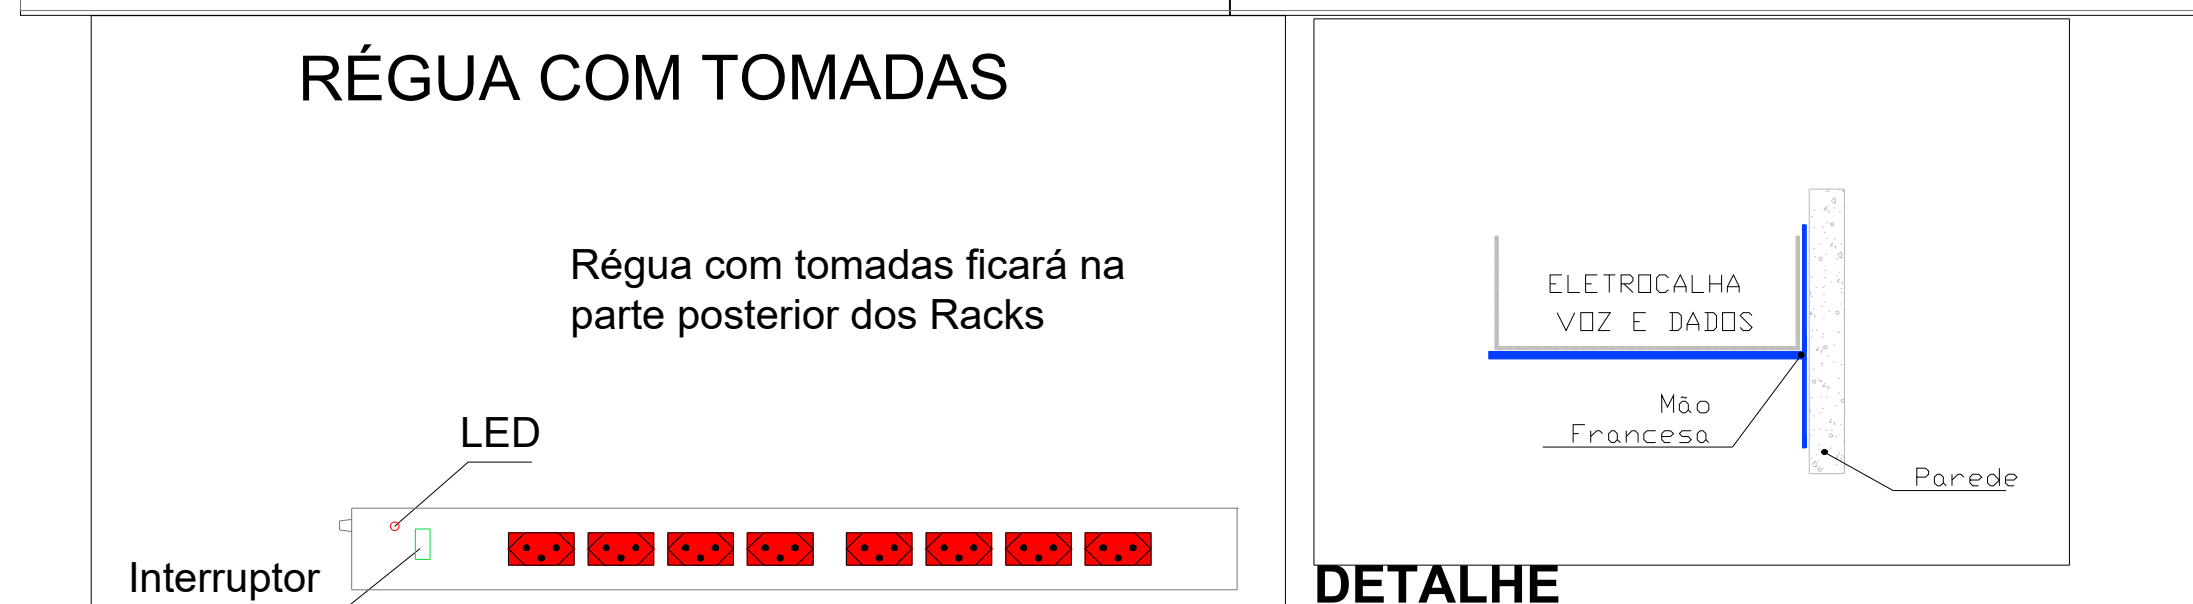 RÉGUA COM TOMADAS
Régua com tomadas ficará na
parte posterior dos Racks
LED
Interruptor
ELETROCALHA
VOZ E DADOS
Mão
Francesa
Parede
DETALHE